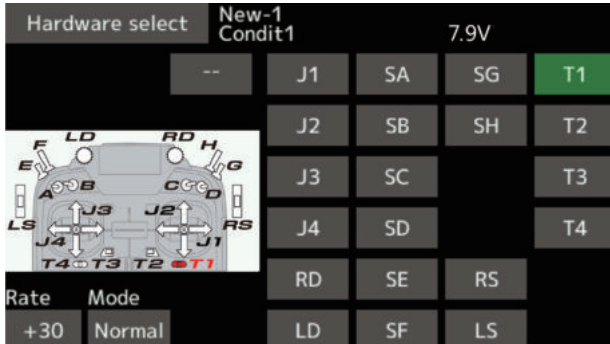 Hardware select
New-1
Condit1
7.9V
-- J1 SA SG T1
J2 SB SH T2
J3 SC T3
J4 SD T4
RD SE RS
LD SF LS
LD RD
F H
E G
A B C D
J3 J2
LS RS
J4 J1
T4 T3 T2 T1
Rate Mode
+30 Normal